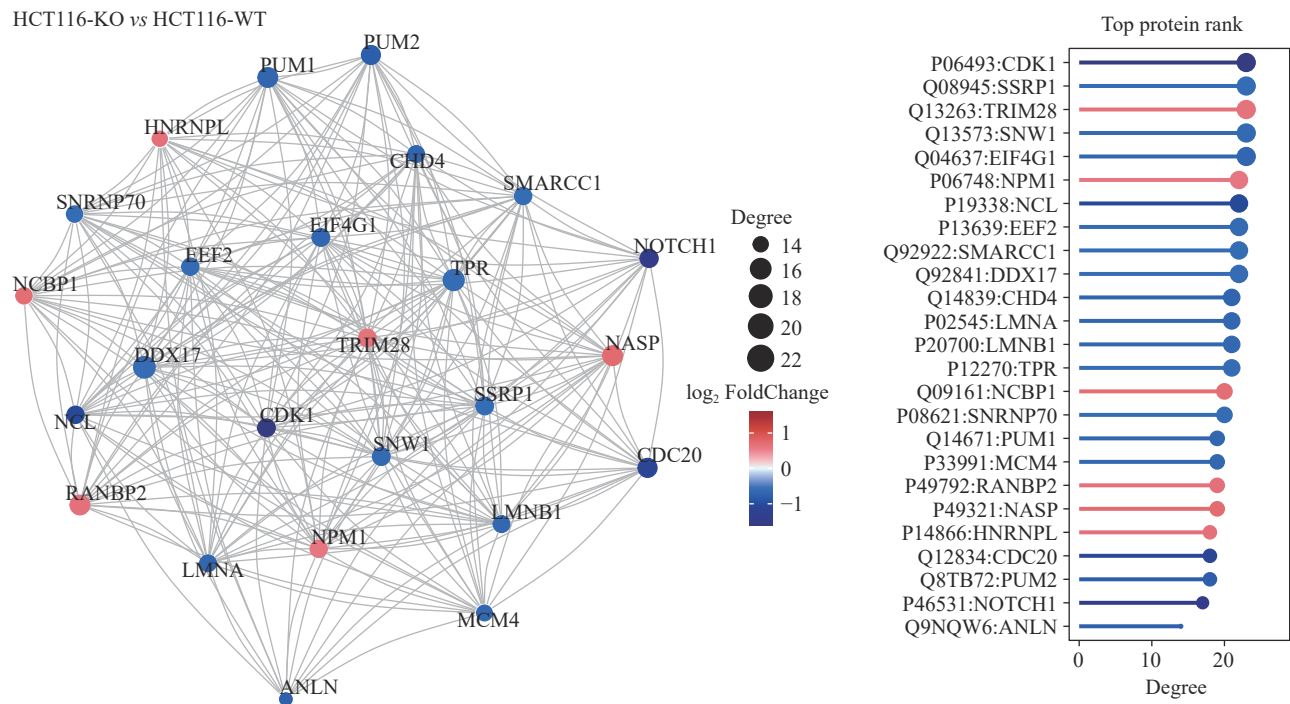 HCT116-KO vs HCT116-WT
PUM2
PUM1
HNRNPL
CHD4
SMARCC1
SNRNP70
EIF4G1
NOTCH1
EEF2
TPR
NCBP1
TRIM28
NASP
DDX17
SSRP1
NCL
CDK1
SNW1
CDC20
RANBP2
LMNB1
NPM1
LMNA
MCM4
ANLN
Degree
14
16
18
20
22
log₂ FoldChange
1
0
−1
Top protein rank
P06493:CDK1
Q08945:SSRP1
Q13263:TRIM28
Q13573:SNW1
Q04637:EIF4G1
P06748:NPM1
P19338:NCL
P13639:EEF2
Q92922:SMARCC1
Q92841:DDX17
Q14839:CHD4
P02545:LMNA
P20700:LMNB1
P12270:TPR
Q09161:NCBP1
P08621:SNRNP70
Q14671:PUM1
P33991:MCM4
P49792:RANBP2
P49321:NASP
P14866:HNRNPL
Q12834:CDC20
Q8TB72:PUM2
P46531:NOTCH1
Q9NQW6:ANLN
0 10 20
Degree